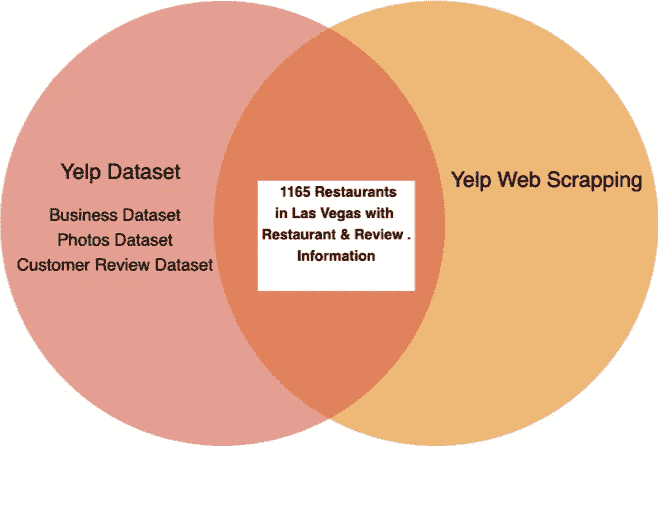 Yelp Dataset
Business Dataset
Photos Dataset
Customer Review Dataset
1165 Restaurants
in Las Vegas with
Restaurant & Review .
Information
Yelp Web Scrapping